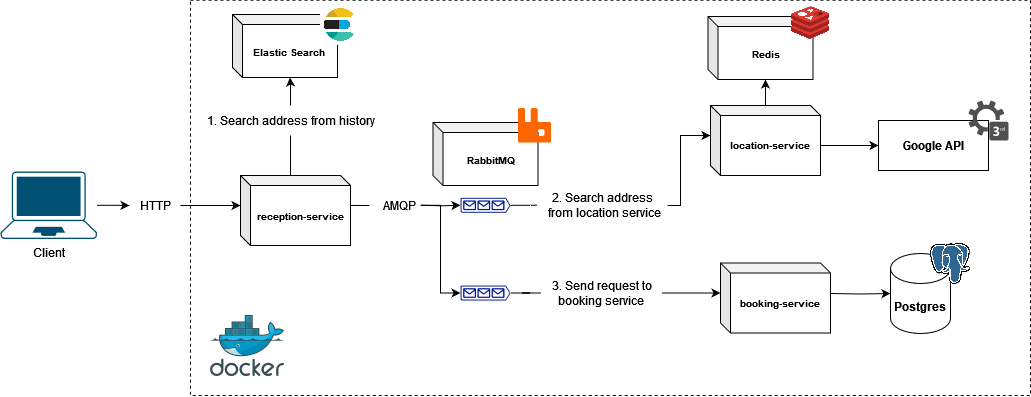 Elastic Search
Redis
1. Search address from history
RabbitMQ
location-service
3rd
Google API
HTTP
reception-service
AMQP
2. Search address
from location service
Client
3. Send request to
booking service
booking-service
Postgres
docker